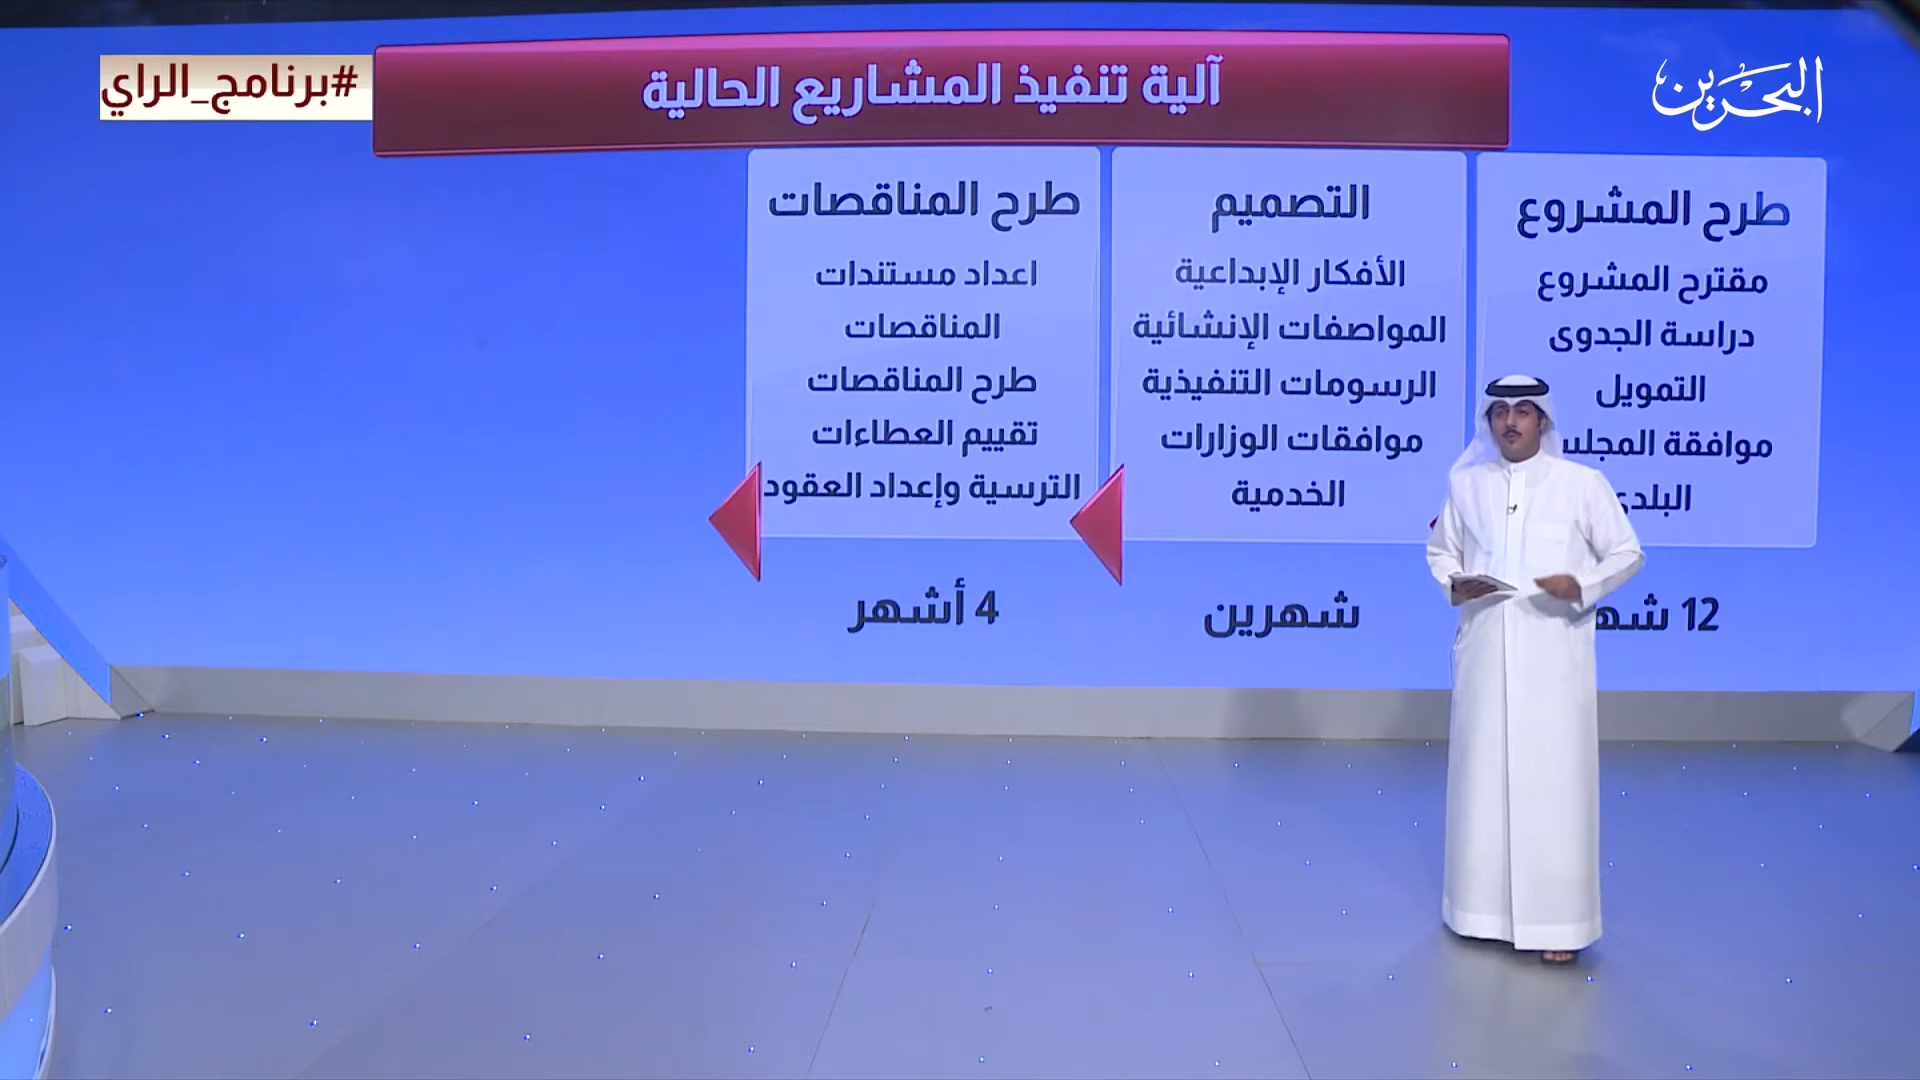 البحرين
آلية تنفيذ المشاريع الحالية
#برنامج_الراي
طرح المشروع
مقترح المشروع
دراسة الجدوى
التمويل
موافقة
12
التصميم
الأفكار الإبداعية
المواصفات الإنشائية
الرسومات التنفيذية
موافقات الوزارات
الخدمية
شهرين
طرح المناقصات
اعداد مستندات
المناقصات
طرح المناقصات
تقييم العطاءات
الترسية وإعداد العقود
4 أشهر